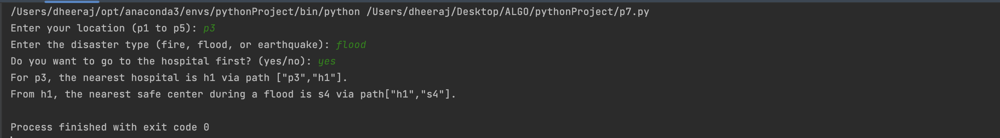 /Users/dheeraj/opt/anaconda3/envs/pythonProject/bin/python /Users/dheeraj/Desktop/ALGO/pythonProject/p7.py
Enter your location (p1 to p5): p3
Enter the disaster type (fire, flood, or earthquake): flood
Do you want to go to the hospital first? (yes/no): yes
For p3, the nearest hospital is h1 via path ["p3","h1"].
From h1, the nearest safe center during a flood is s4 via path["h1","s4"].
Process finished with exit code 0